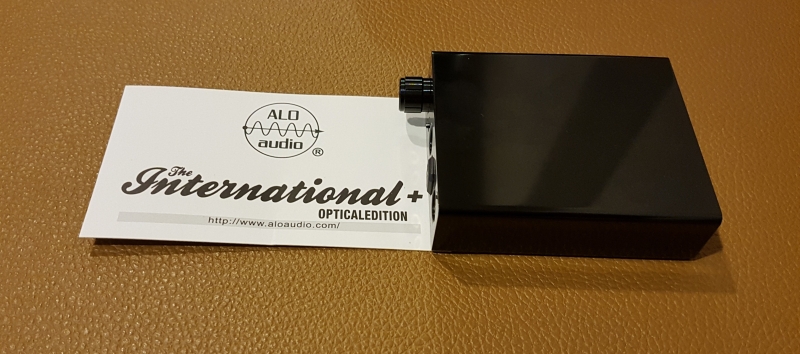 ALO
audio ®
The
International +
OPTICALEDITION
http://www.aloaudio.com/